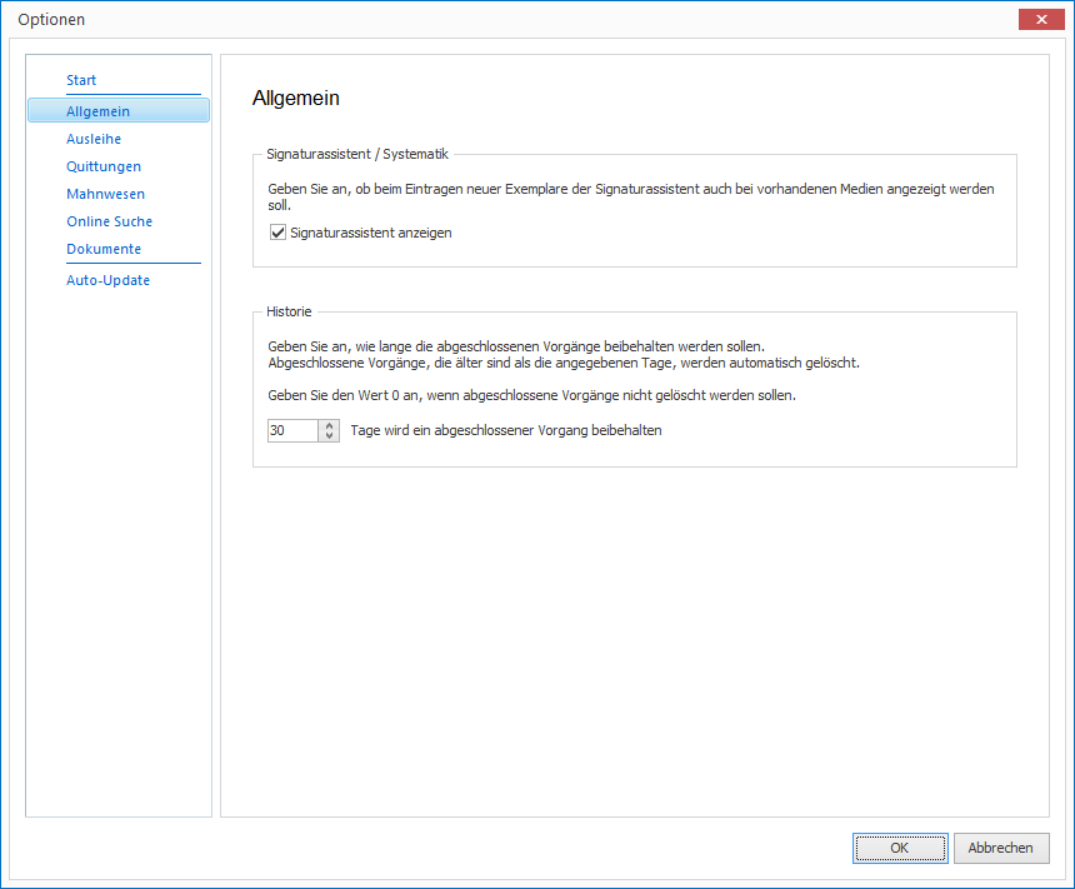 Optionen
Start
Allgemein
Ausleihe
Quittungen
Mahnwesen
Online Suche
Dokumente
Auto-Update
Allgemein
Signaturassistent / Systematik
Geben Sie an, ob beim Eintragen neuer Exemplare der Signaturassistent auch bei vorhandenen Medien angezeigt werden
soll.
Signaturassistent anzeigen
Historie
Geben Sie an, wie lange die abgeschlossenen Vorgänge beibehalten werden sollen.
Abgeschlossene Vorgänge, die älter sind als die angegebenen Tage, werden automatisch gelöscht.
Geben Sie den Wert 0 an, wenn abgeschlossene Vorgänge nicht gelöscht werden sollen.
30 Tage wird ein abgeschlossener Vorgang beibehalten
OK Abbrechen